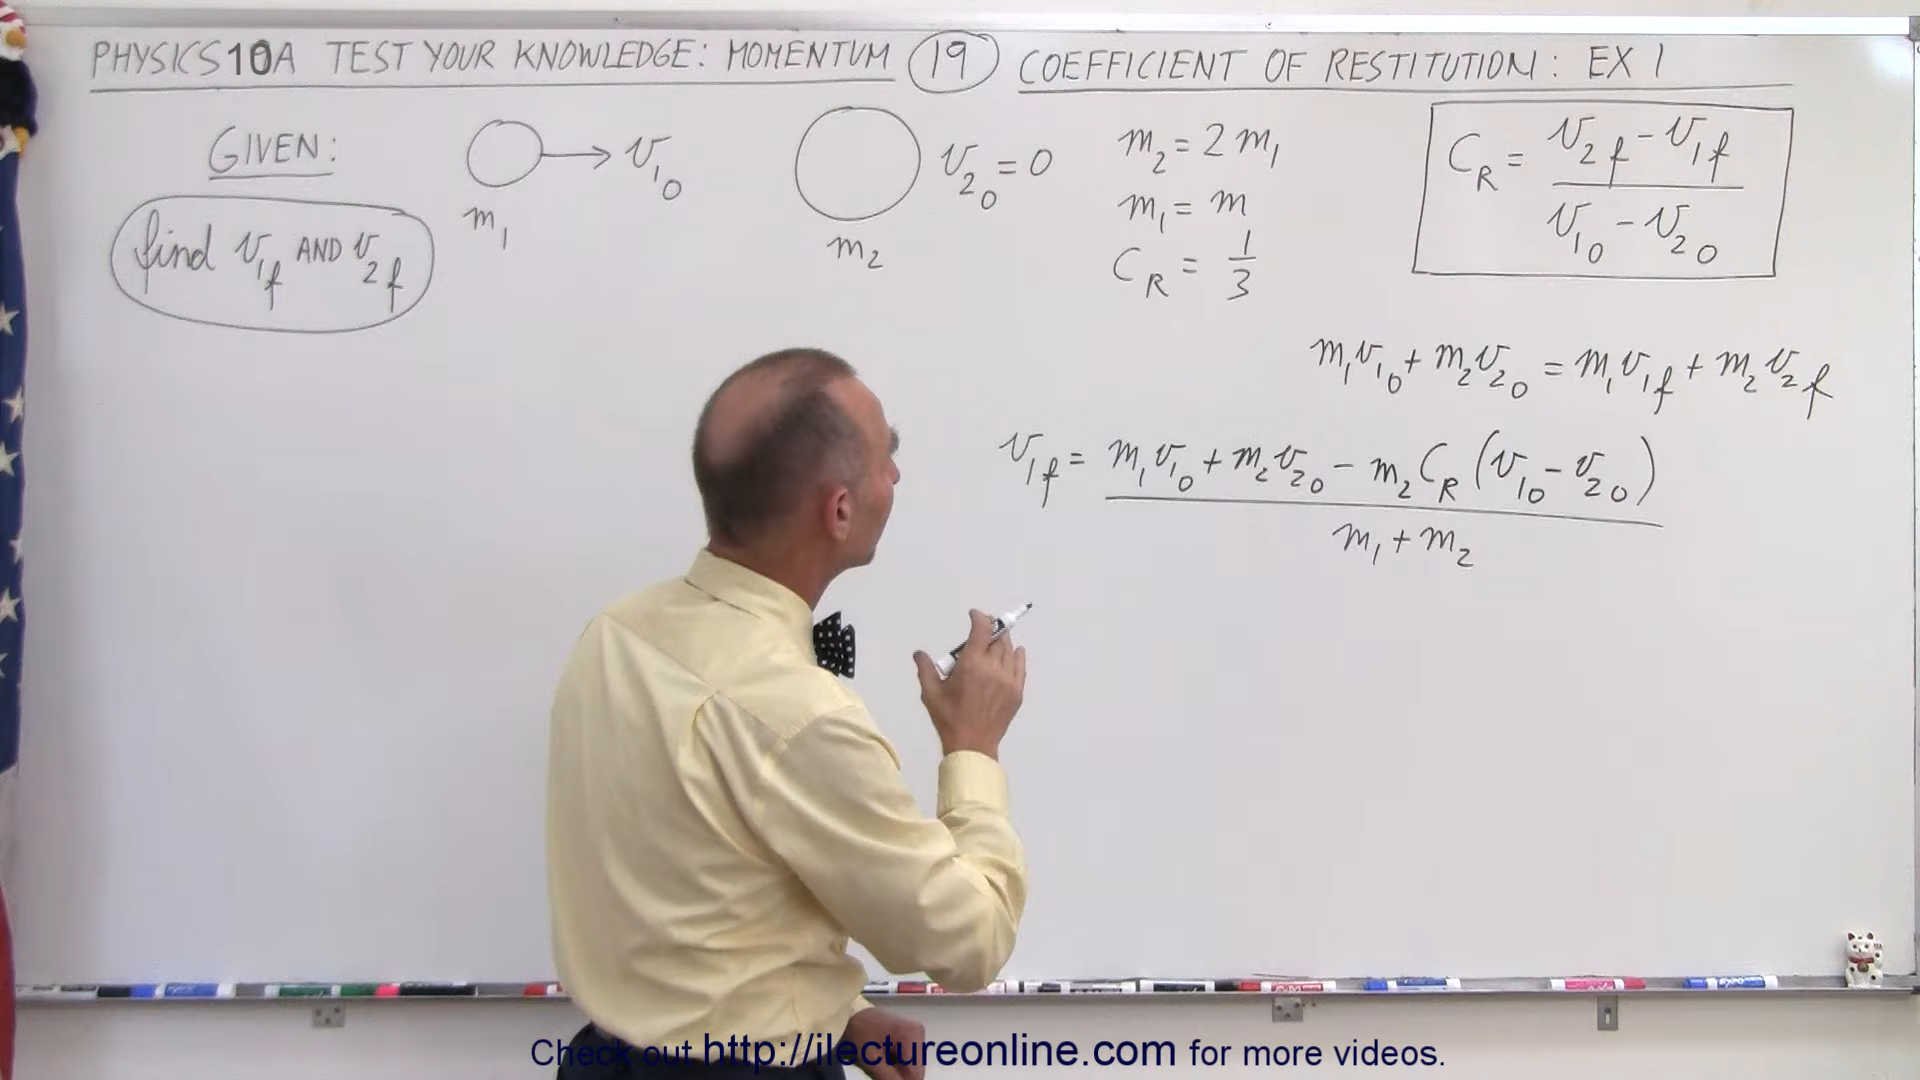 PHYSICS 10A TEST YOUR KNOWLEDGE: MOMENTUM 19 COEFFICIENT OF RESTITUTION: EX 1
GIVEN:
find v₁f AND v₂f
v₁₀
m₁
v₂₀ = 0
m₂
m₂ = 2 m₁
m₁ = m
C_R = 1/3
C_R = (v₂f - v₁f) / (v₁₀ - v₂₀)
m₁v₁₀ + m₂v₂₀ = m₁v₁f + m₂v₂f
v₁f = (m₁v₁₀ + m₂v₂₀ - m₂C_R(v₁₀ - v₂₀)) / (m₁ + m₂)
Check out http://ilectureonline.com for more videos.